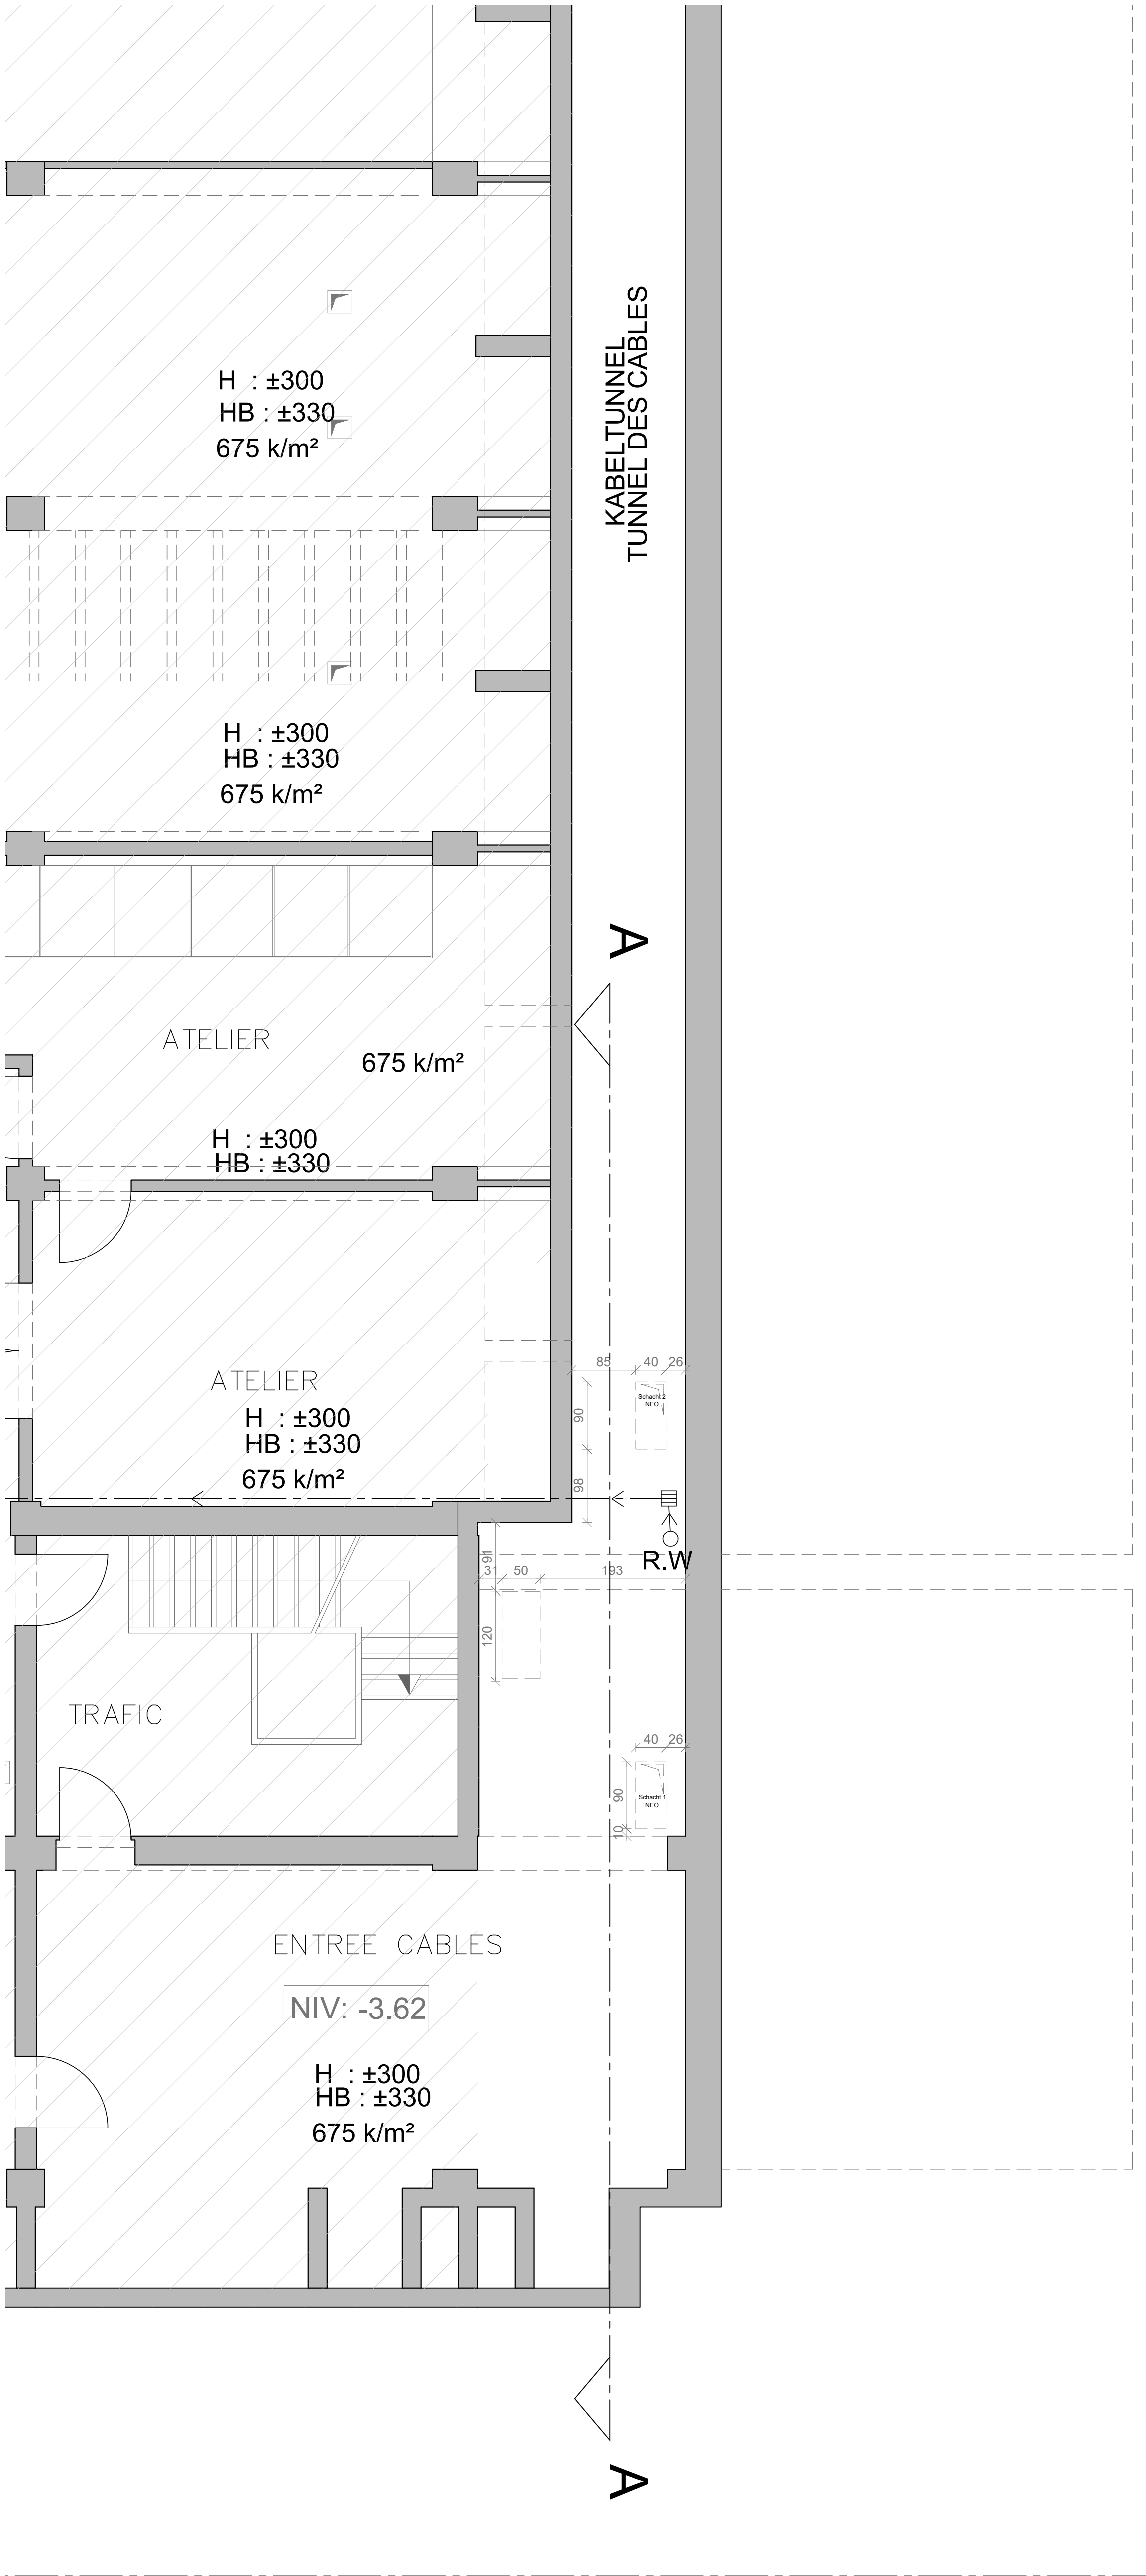 KABELTUNNEL
TUNNEL DES CABLES
H : ±300
HB : ±330
675 k/m²
H : ±300
HB : ±330
675 k/m²
A
ATELIER
675 k/m²
H : ±300
HB : ±330
85 40 26
Schacht 2
NEO
90
98
ATELIER
H : ±300
HB : ±330
675 k/m²
R.W
91
31 50 193
120
TRAFIC
40 26
Schacht 1
NEO
90
10
ENTREE CABLES
NIV: -3.62
H : ±300
HB : ±330
675 k/m²
A